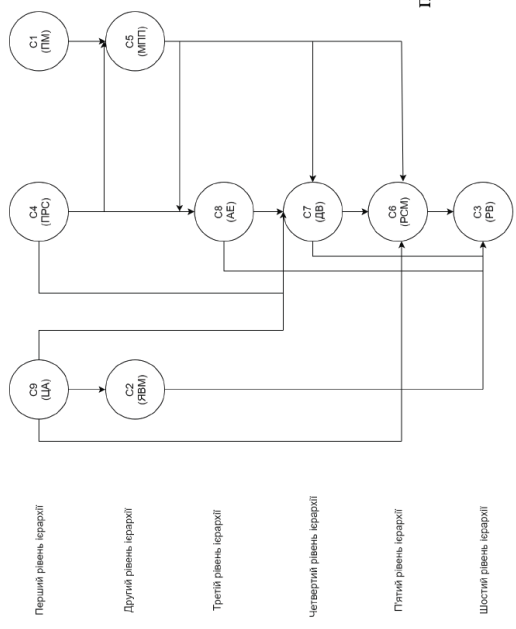 Перший рівень ієрархії
C9
(ЦА)
C4
(ПРС)
C1
(ПМ)
Другий рівень ієрархії
C2
(ЯВМ)
C5
(МПП)
Третій рівень ієрархії
C8
(АЕ)
Четвертий рівень ієрархії
C7
(ДВ)
П'ятий рівень ієрархії
C6
(РСМ)
Шостий рівень ієрархії
C3
(РВ)